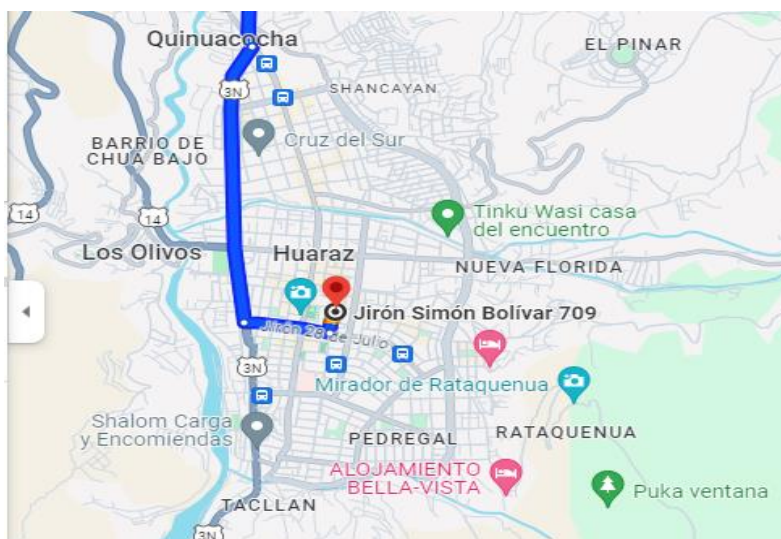 Quinuacocha
EL PINAR
SHANCAYAN
3N
Cruz del Sur
BARRIO DE
CHUA BAJO
14
14
Tinku Wasi casa
del encuentro
Los Olivos
Huaraz
NUEVA FLORIDA
Jirón Simón Bolívar 709
Jirón 28 de Julio
3N
Mirador de Rataquenua
Shalom Carga
y Encomiendas
PEDREGAL
RATAQUENUA
ALOJAMIENTO
BELLA-VISTA
Puka ventana
TACLLAN
3N